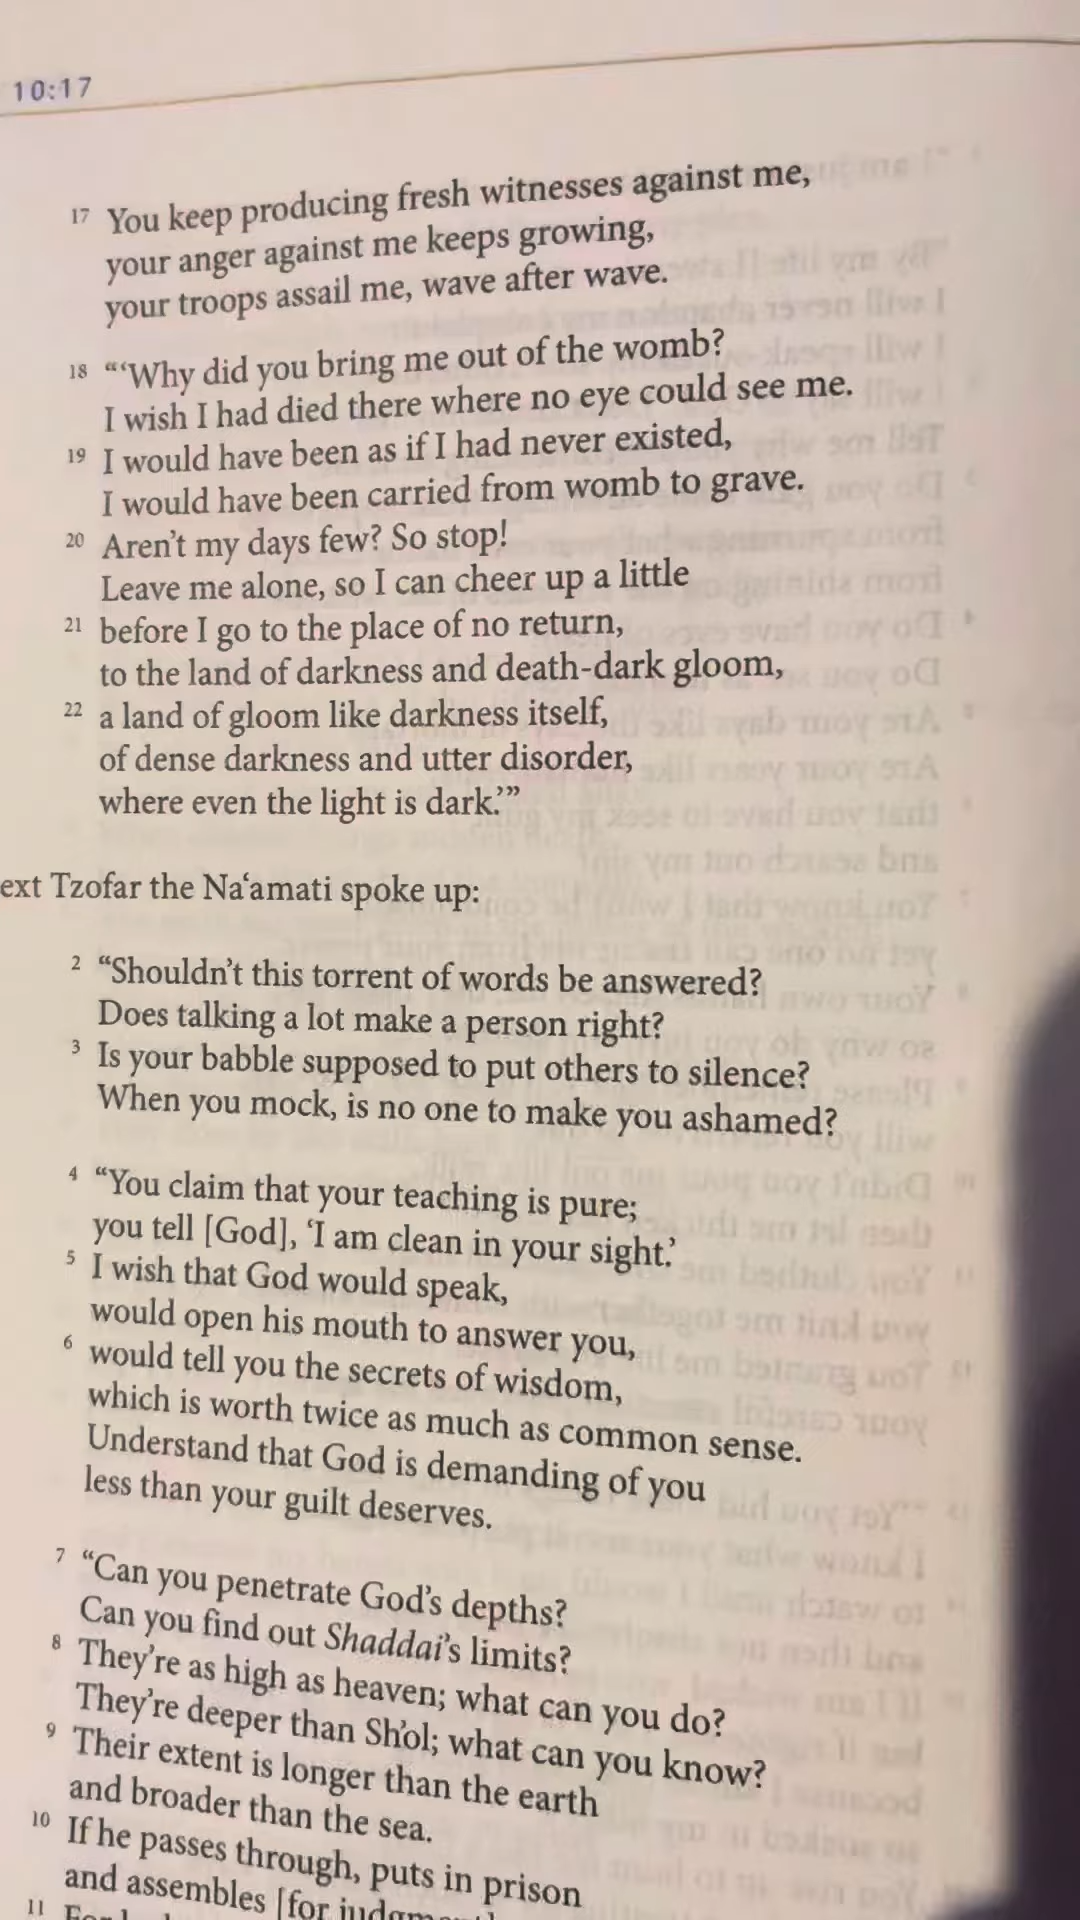 10:17
17 You keep producing fresh witnesses against me,
your anger against me keeps growing,
your troops assail me, wave after wave.
18 “‘Why did you bring me out of the womb?
I wish I had died there where no eye could see me.
19 I would have been as if I had never existed,
I would have been carried from womb to grave.
20 Aren’t my days few? So stop!
Leave me alone, so I can cheer up a little
21 before I go to the place of no return,
to the land of darkness and death-dark gloom,
22 a land of gloom like darkness itself,
of dense darkness and utter disorder,
where even the light is dark.’”
ext Tzofar the Na‘amati spoke up:
2 “Shouldn’t this torrent of words be answered?
Does talking a lot make a person right?
3 Is your babble supposed to put others to silence?
When you mock, is no one to make you ashamed?
4 “You claim that your teaching is pure;
you tell [God], ‘I am clean in your sight.’
5 I wish that God would speak,
would open his mouth to answer you,
6 would tell you the secrets of wisdom,
which is worth twice as much as common sense.
Understand that God is demanding of you
less than your guilt deserves.
7 “Can you penetrate God’s depths?
Can you find out Shaddai’s limits?
8 They’re as high as heaven; what can you do?
They’re deeper than Sh’ol; what can you know?
9 Their extent is longer than the earth
and broader than the sea.
10 If he passes through, puts in prison
and assembles [for
11